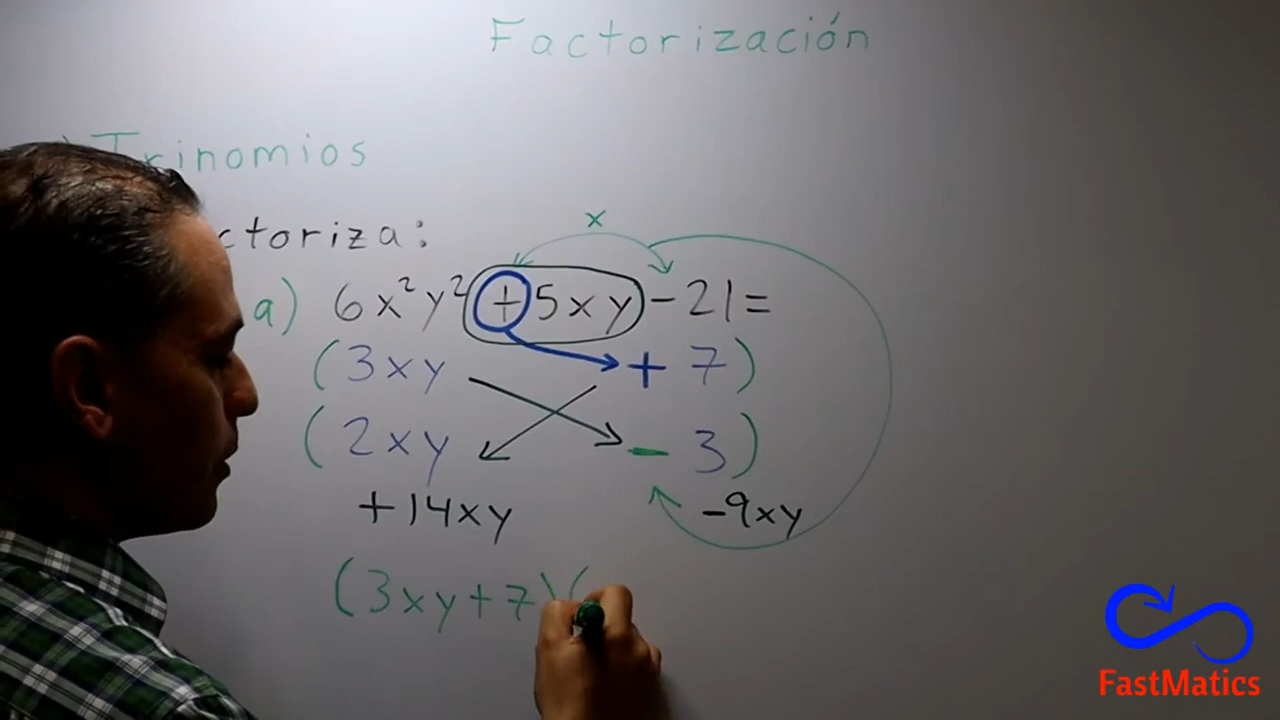 Factorización
Trinomios
ctoriza:
x
a) 6x²y² + 5xy - 21 =
(3xy + 7)
(2xy - 3)
+14xy -9xy
(3xy + 7)(
FastMatics